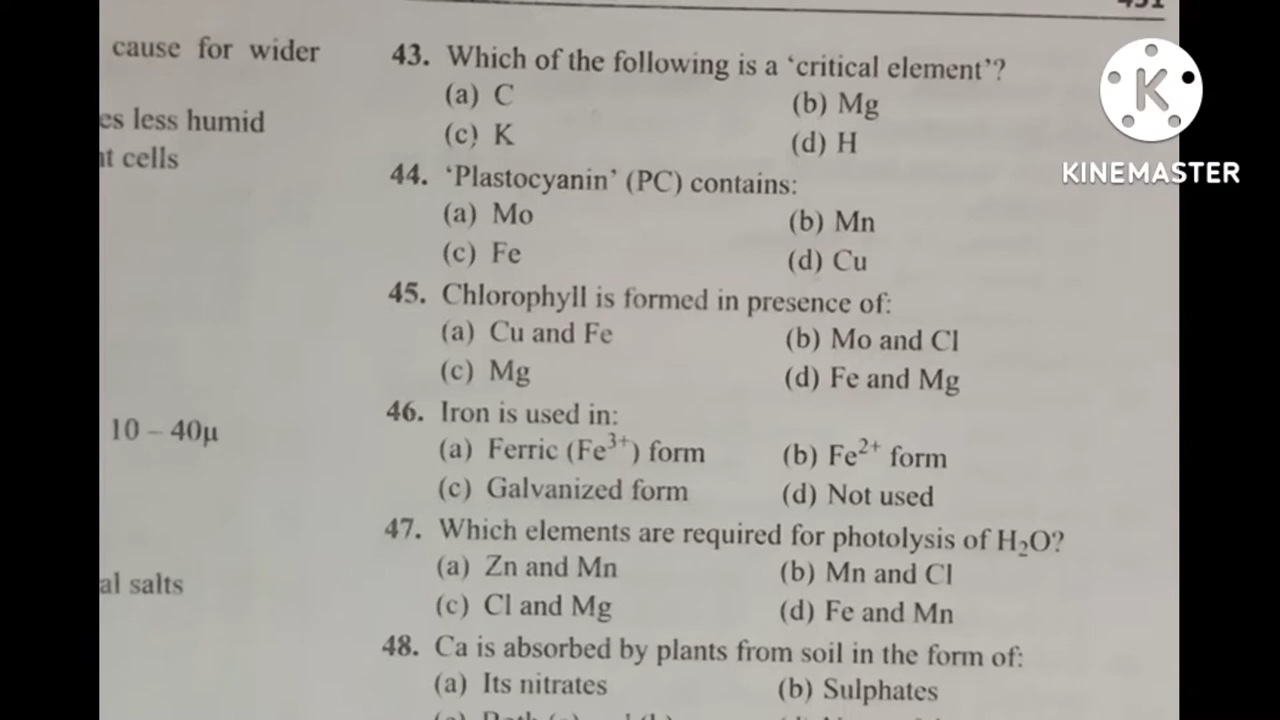 cause for wider
es less humid
t cells
10 – 40µ
al salts
43. Which of the following is a ‘critical element’?
(a) C (b) Mg
(c) K (d) H
44. ‘Plastocyanin’ (PC) contains:
(a) Mo (b) Mn
(c) Fe (d) Cu
45. Chlorophyll is formed in presence of:
(a) Cu and Fe (b) Mo and Cl
(c) Mg (d) Fe and Mg
46. Iron is used in:
(a) Ferric (Fe³⁺) form (b) Fe²⁺ form
(c) Galvanized form (d) Not used
47. Which elements are required for photolysis of H₂O?
(a) Zn and Mn (b) Mn and Cl
(c) Cl and Mg (d) Fe and Mn
48. Ca is absorbed by plants from soil in the form of:
(a) Its nitrates (b) Sulphates
K
KINEMASTER